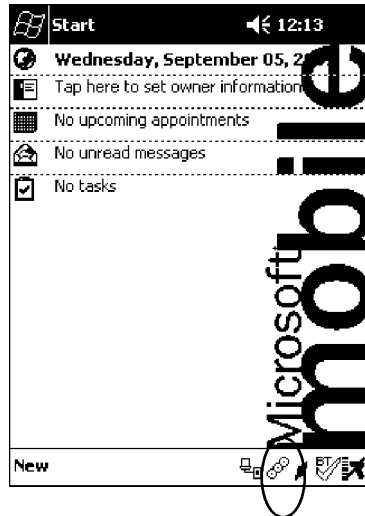 Start 12:13
Wednesday, September 05, 2
Tap here to set owner information
No upcoming appointments
No unread messages
No tasks
Microsoft
mobile
New BT